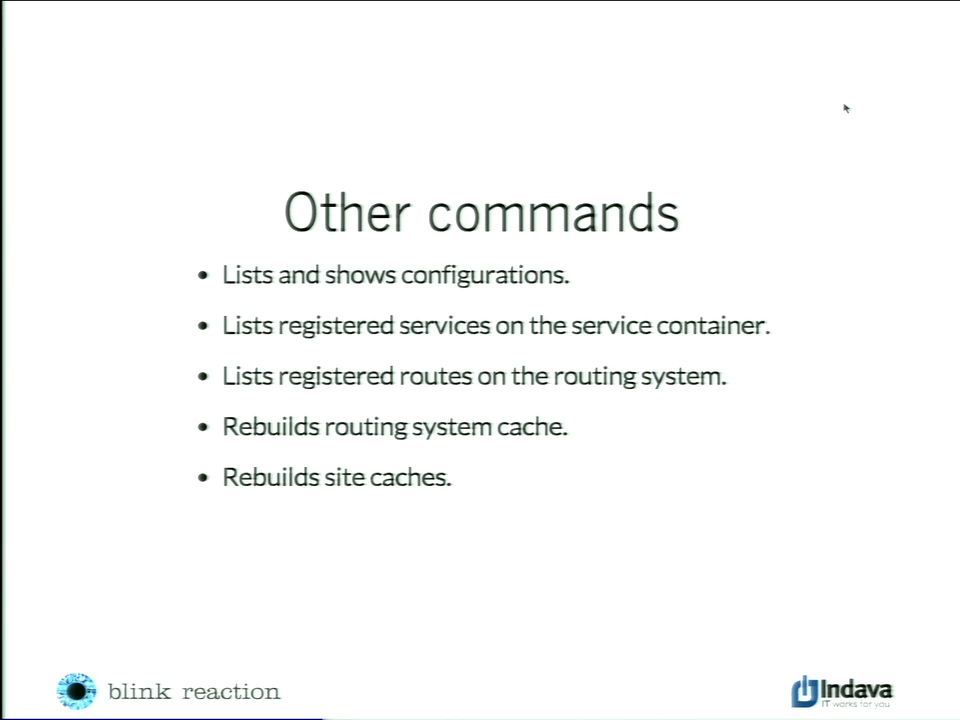 Other commands
• Lists and shows configurations.
• Lists registered services on the service container.
• Lists registered routes on the routing system.
• Rebuilds routing system cache.
• Rebuilds site caches.
blink reaction
Indava
IT works for you